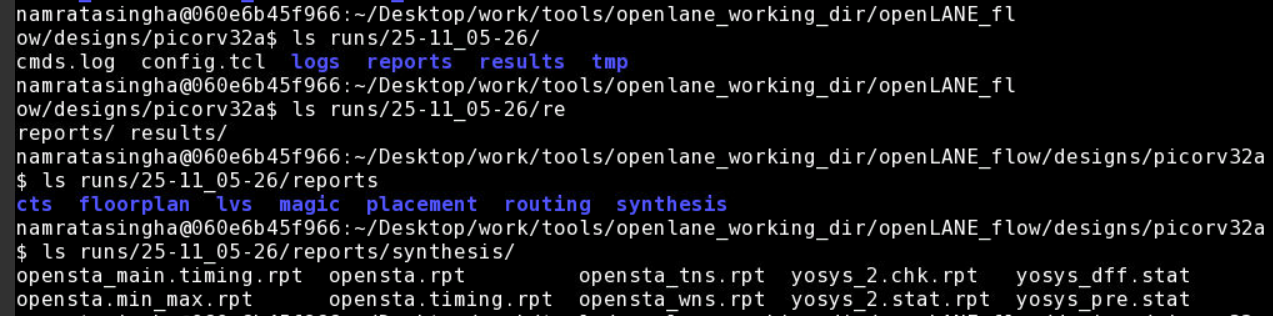 namratasingha@060e6b45f966:~/Desktop/work/tools/openlane_working_dir/openLANE_fl
ow/designs/picorv32a$ ls runs/25-11_05-26/
cmds.log  config.tcl  logs  reports  results  tmp
namratasingha@060e6b45f966:~/Desktop/work/tools/openlane_working_dir/openLANE_fl
ow/designs/picorv32a$ ls runs/25-11_05-26/re
reports/ results/
namratasingha@060e6b45f966:~/Desktop/work/tools/openlane_working_dir/openLANE_flow/designs/picorv32a
$ ls runs/25-11_05-26/reports
cts  floorplan  lvs  magic  placement  routing  synthesis
namratasingha@060e6b45f966:~/Desktop/work/tools/openlane_working_dir/openLANE_flow/designs/picorv32a
$ ls runs/25-11_05-26/reports/synthesis/
opensta_main.timing.rpt  opensta.rpt         opensta_tns.rpt  yosys_2.chk.rpt   yosys_dff.stat
opensta.min_max.rpt      opensta.timing.rpt  opensta_wns.rpt  yosys_2.stat.rpt  yosys_pre.stat